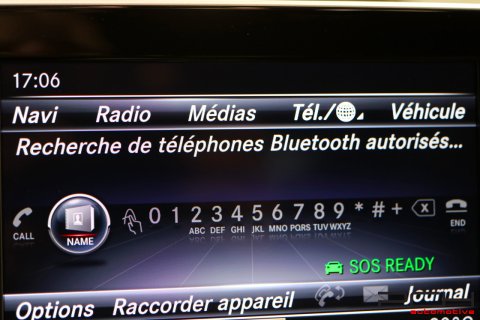 17:06
Navi Radio Médias Tél./ Véhicule
Recherche de téléphones Bluetooth autorisés...
CALL NAME 0 1 2 3 4 5 6 7 8 9 * # + END
ABC DEF GHI JKL MNO PQRS TUV WXYZ
SOS READY
Options Raccorder appareil Journal
automotive